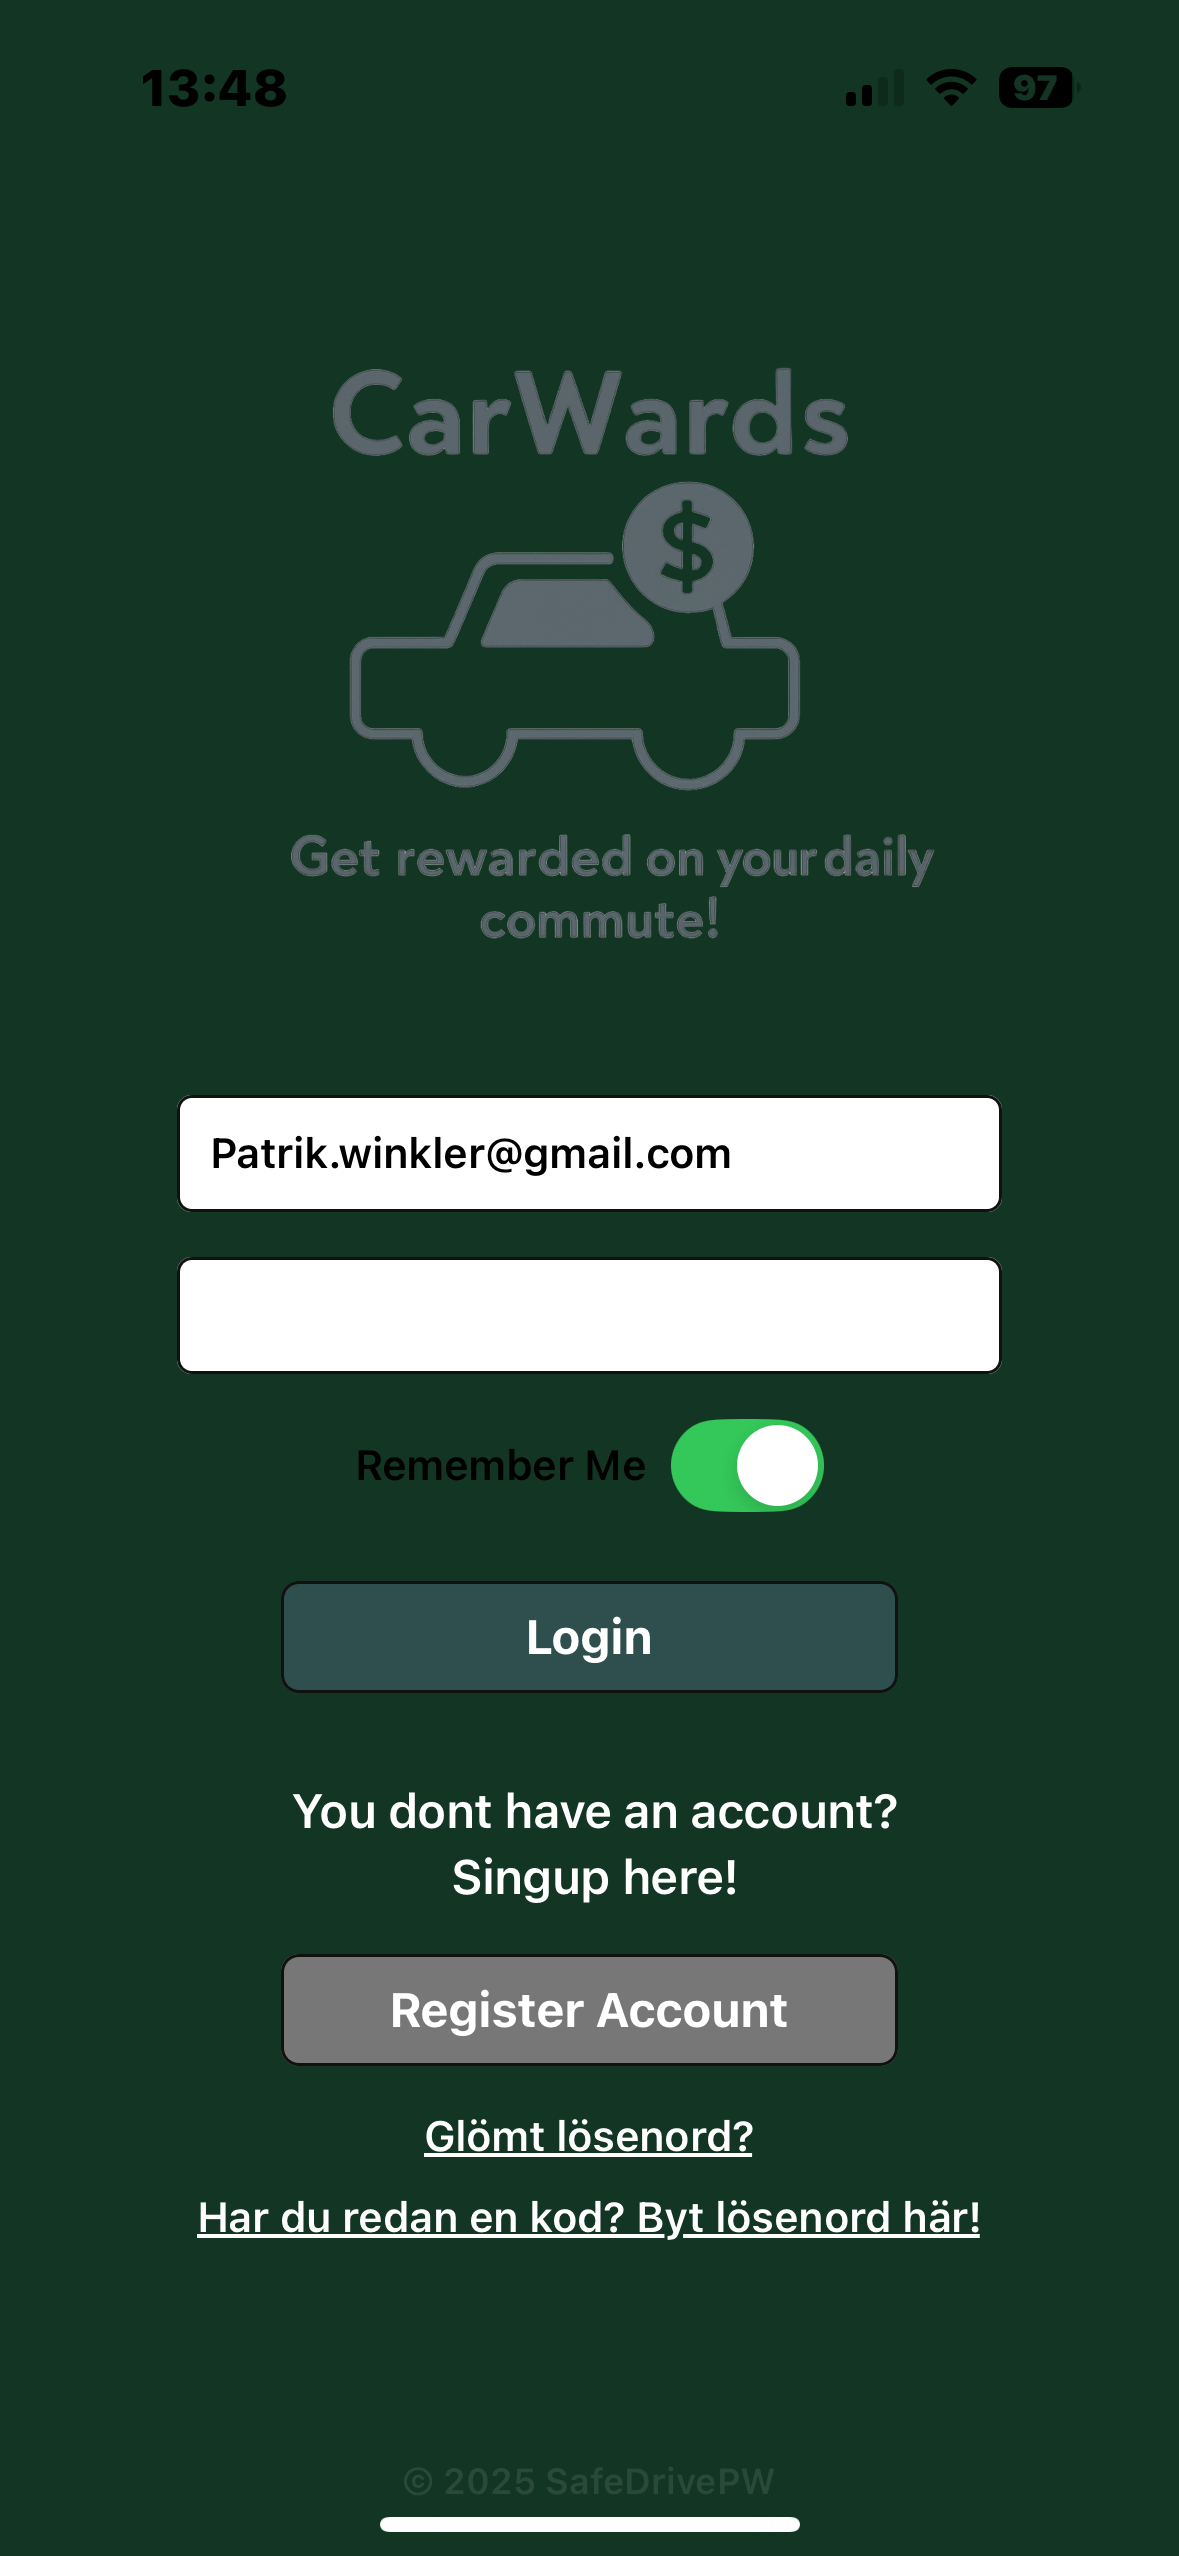 13:48
97
CarWards
$
Get rewarded on your daily
commute!
Patrik.winkler@gmail.com
Remember Me
Login
You dont have an account?
Singup here!
Register Account
Glömt lösenord?
Har du redan en kod? Byt lösenord här!
© 2025 SafeDrivePW